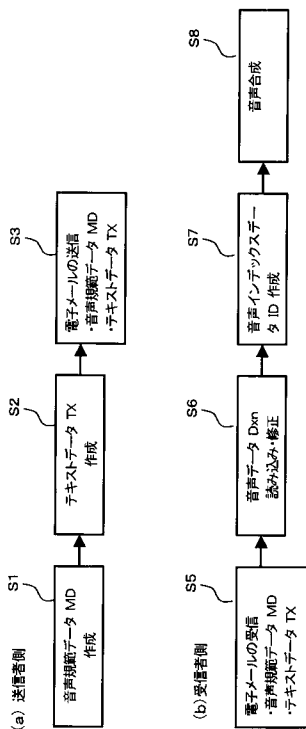 (a) 送信者側
S1
音声規範データ MD
作成
S2
テキストデータ TX
作成
S3
電子メールの送信
・音声規範データ MD
・テキストデータ TX
(b) 受信者側
S5
電子メールの受信
・音声規範データ MD
・テキストデータ TX
S6
音声データ Dxn
読み込み・修正
S7
音声インデックスデー
タ ID 作成
S8
音声合成